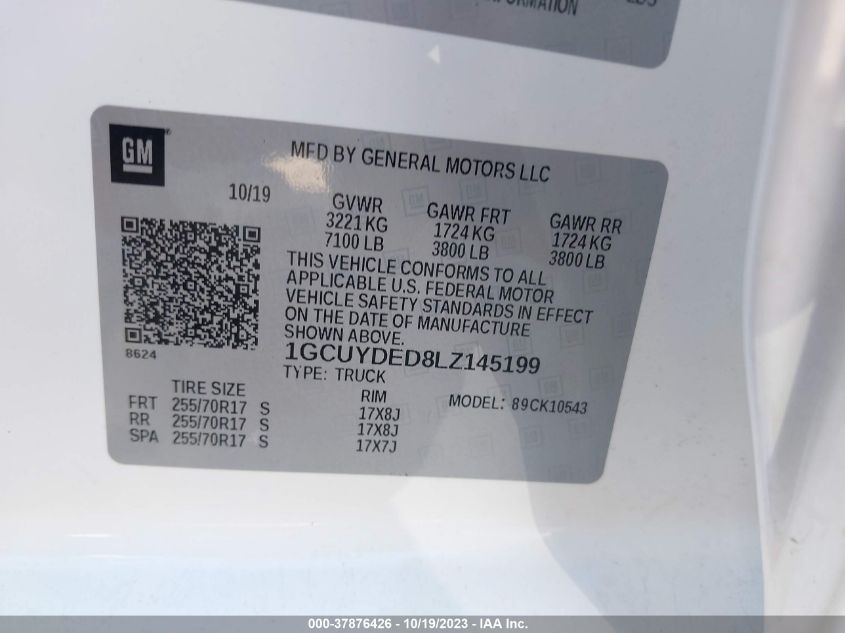 FORMATION
GM
MFD BY GENERAL MOTORS LLC
10/19
GVWR
3221 KG
7100 LB
GAWR FRT
1724 KG
3800 LB
GAWR RR
1724 KG
3800 LB
THIS VEHICLE CONFORMS TO ALL
APPLICABLE U.S. FEDERAL MOTOR
VEHICLE SAFETY STANDARDS IN EFFECT
ON THE DATE OF MANUFACTURE
SHOWN ABOVE.
8624
1GCUYDED8LZ145199
TYPE: TRUCK
TIRE SIZE RIM MODEL: 89CK10543
FRT 255/70R17 S 17X8J
RR 255/70R17 S 17X8J
SPA 255/70R17 S 17X7J
000-37876426 - 10/19/2023 - IAA Inc.